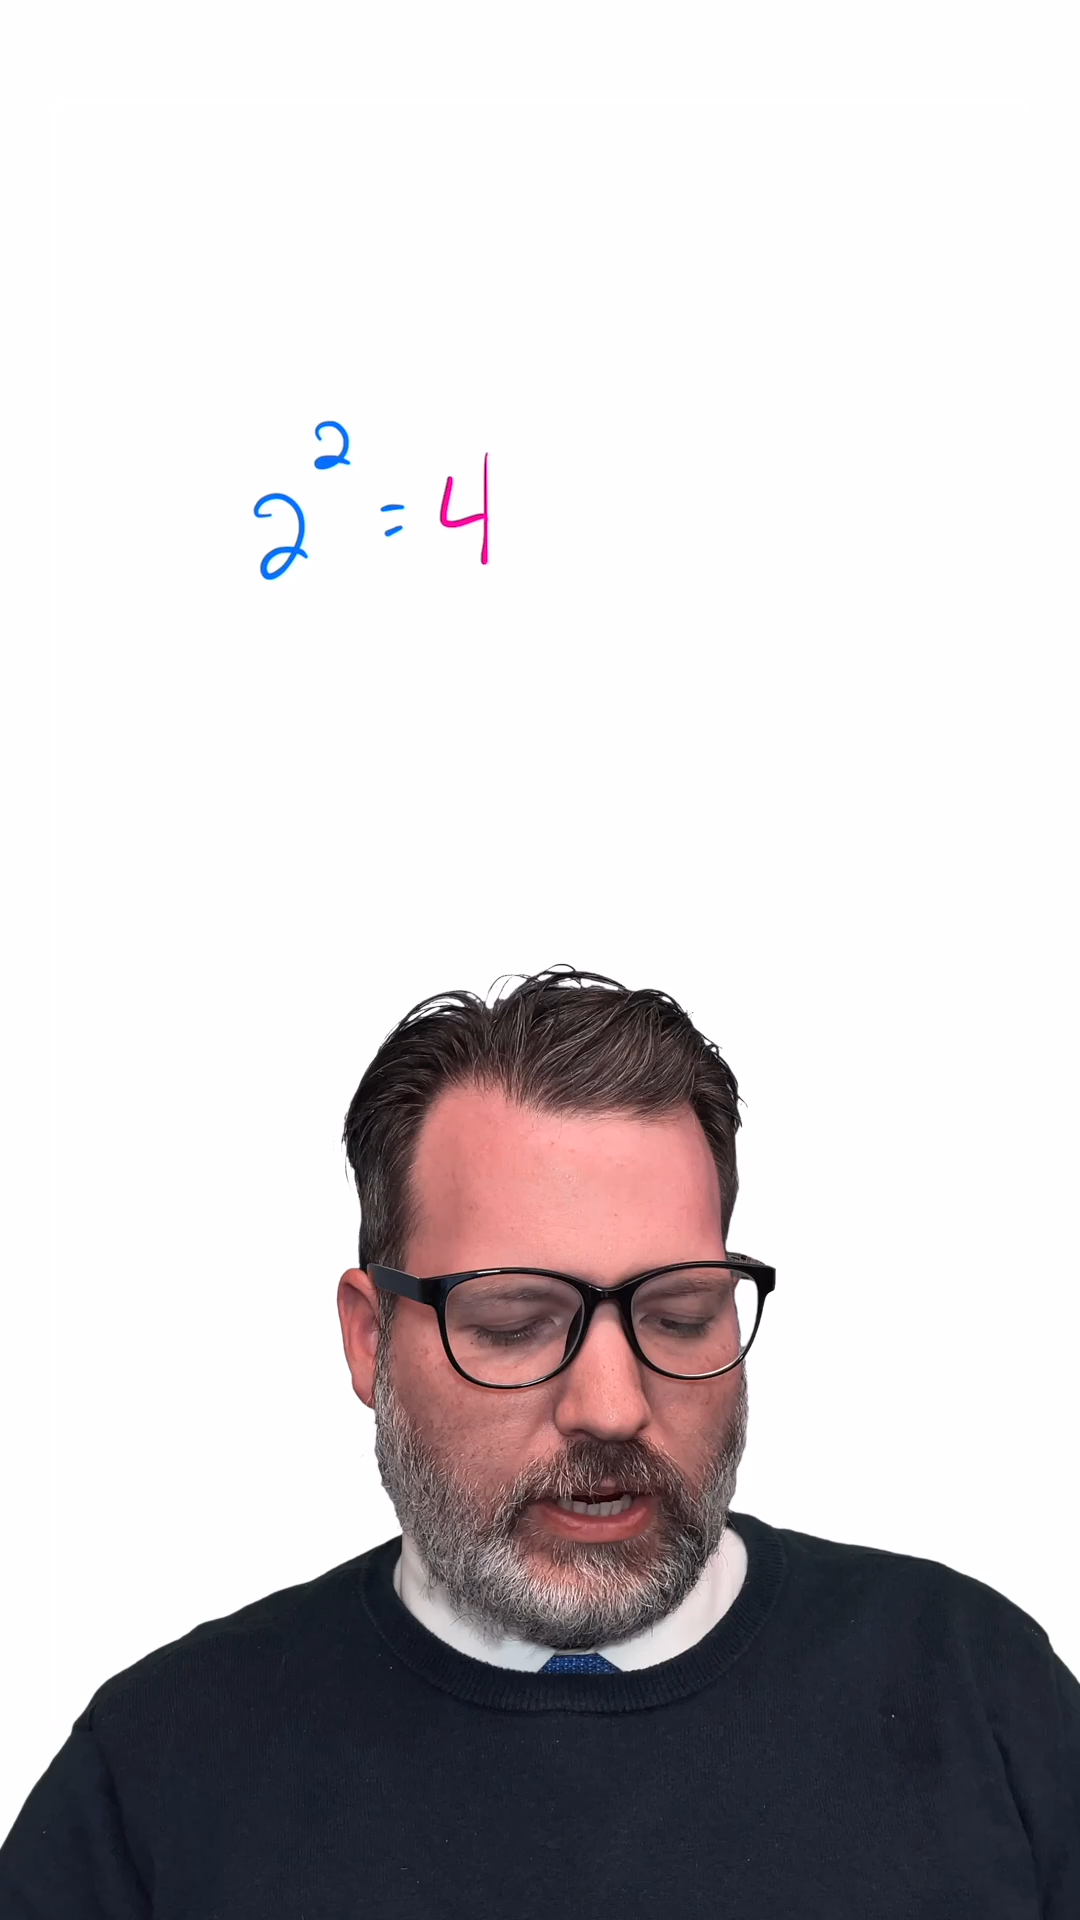 2² = 4